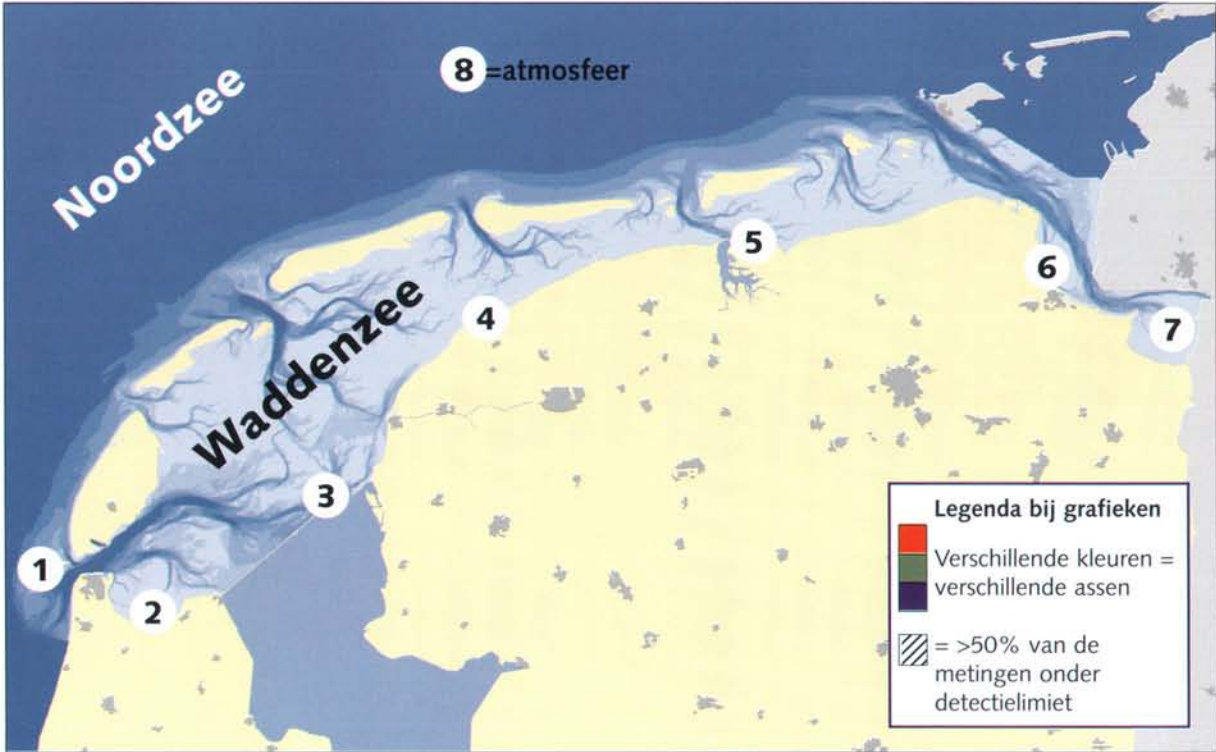 8 =atmosfeer
Noordzee
Waddenzee
5
6
4
7
3
1
2
Legenda bij grafieken
Verschillende kleuren =
verschillende assen
= >50% van de
metingen onder
detectielimiet